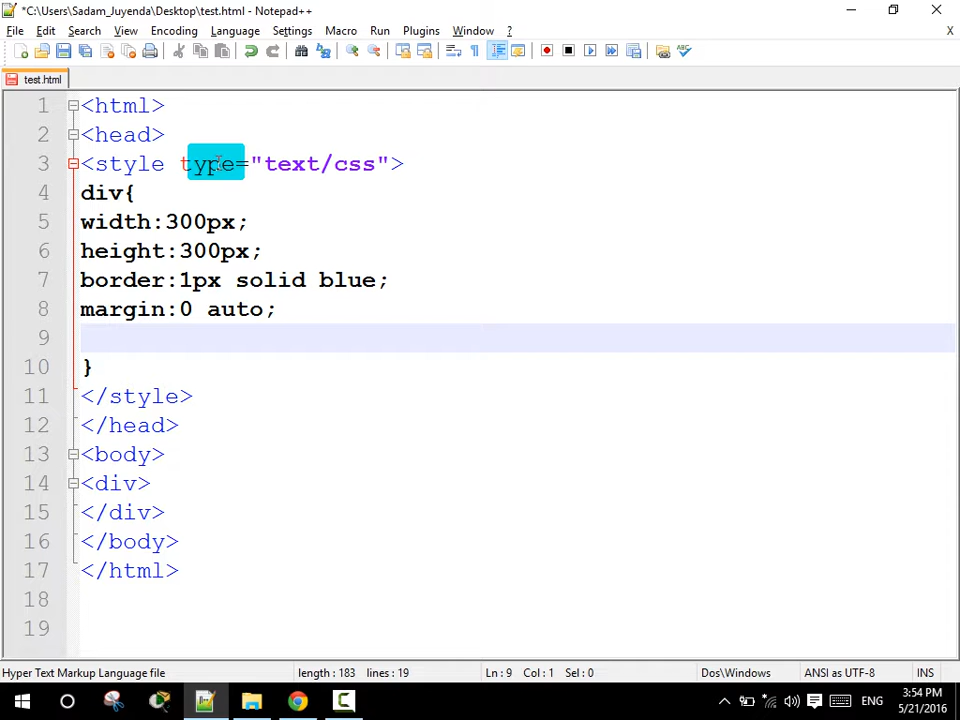 *C:\Users\Sadam_Juyenda\Desktop\test.html - Notepad++
File Edit Search View Encoding Language Settings Macro Run Plugins Window ? X
test.html
1 <html>
2 <head>
3 <style type="text/css">
4 div{
5 width:300px;
6 height:300px;
7 border:1px solid blue;
8 margin:0 auto;
9
10 }
11 </style>
12 </head>
13 <body>
14 <div>
15 </div>
16 </body>
17 </html>
18
19
Hyper Text Markup Language file length : 183 lines : 19 Ln : 9 Col : 1 Sel : 0 Dos\Windows ANSI as UTF-8 INS
ENG 3:54 PM
5/21/2016